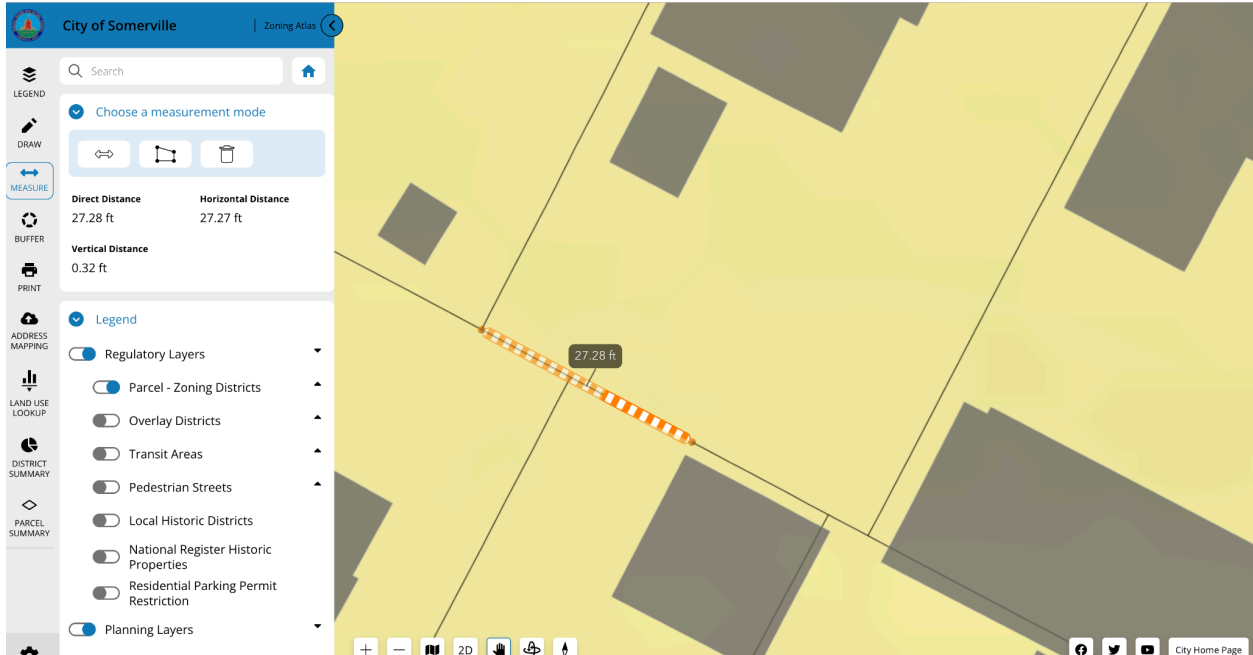 City of Somerville
Zoning Atlas
Search
LEGEND
DRAW
MEASURE
BUFFER
PRINT
ADDRESS
MAPPING
LAND USE
LOOKUP
DISTRICT
SUMMARY
PARCEL
SUMMARY
Choose a measurement mode
Direct Distance
Horizontal Distance
27.28 ft
27.27 ft
Vertical Distance
0.32 ft
Legend
Regulatory Layers
Parcel - Zoning Districts
Overlay Districts
Transit Areas
Pedestrian Streets
Local Historic Districts
National Register Historic
Properties
Residential Parking Permit
Restriction
Planning Layers
27.28 ft
2D
City Home Page